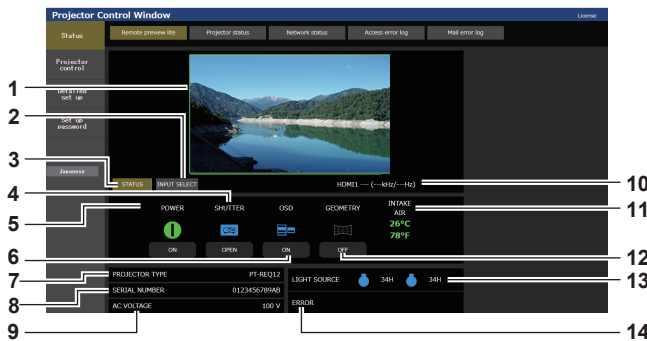 Projector Control Window
License
Status
Remote preview lite
Projector status
Network status
Access error log
Mail error log
Projector control
Detailed set up
Set up password
Japanese
1
2
3
4
5
6
7
8
9
10
11
12
13
14
STATUS
INPUT SELECT
HDMI1 --- (---kHz/---Hz)
POWER
SHUTTER
OSD
GEOMETRY
INTAKE AIR
26°C
78°F
ON
OPEN
ON
OFF
PROJECTOR TYPE PT-REQ12
SERIAL NUMBER 0123456789AB
AC VOLTAGE 100 V
LIGHT SOURCE 34H 34H
ERROR